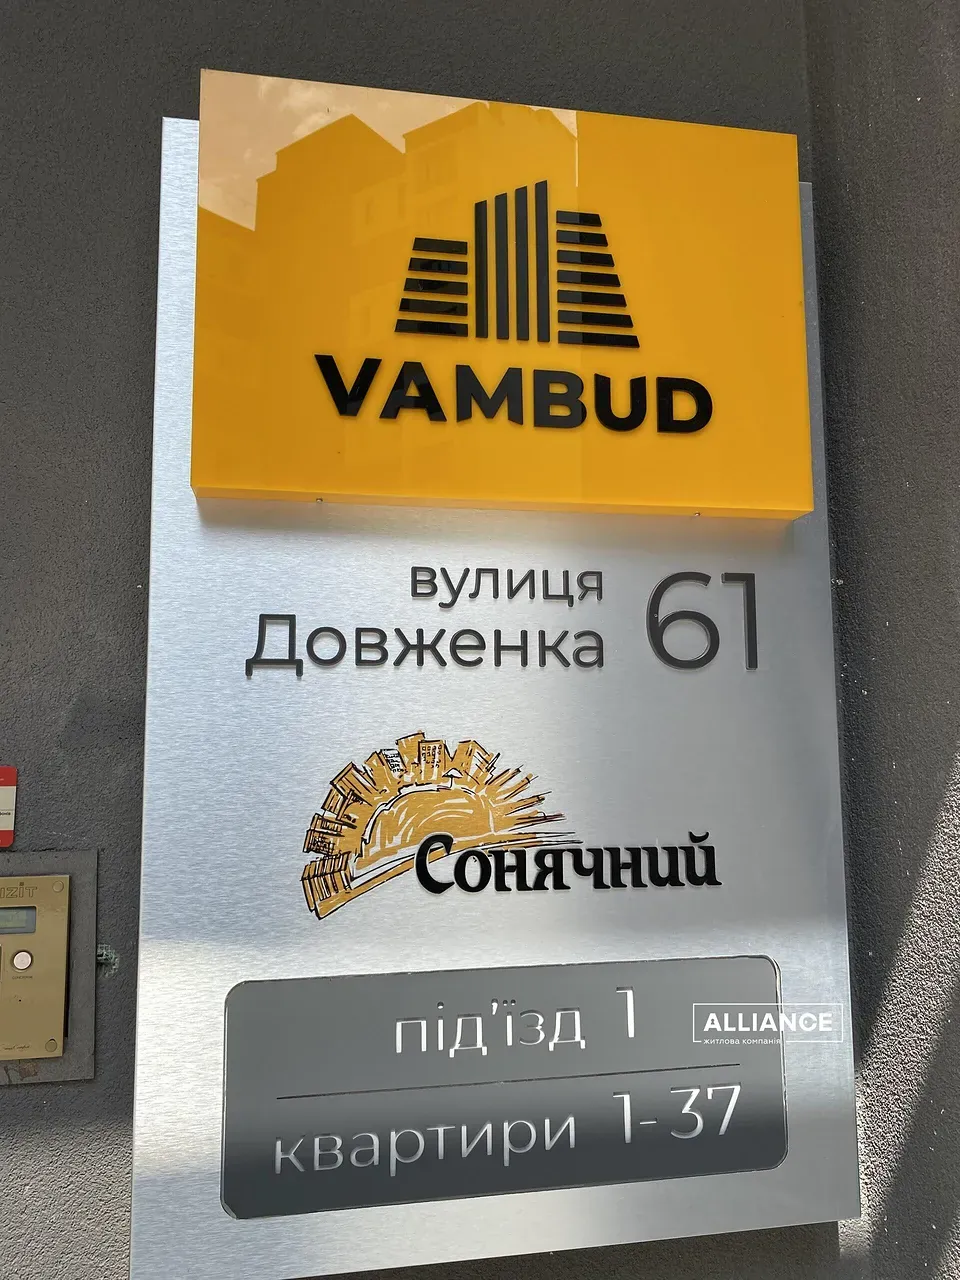 VAMBUD
вулиця
Довженка 61
Сонячний
під'їзд 1
ALLIANCE
житлова компанія
квартири 1-37